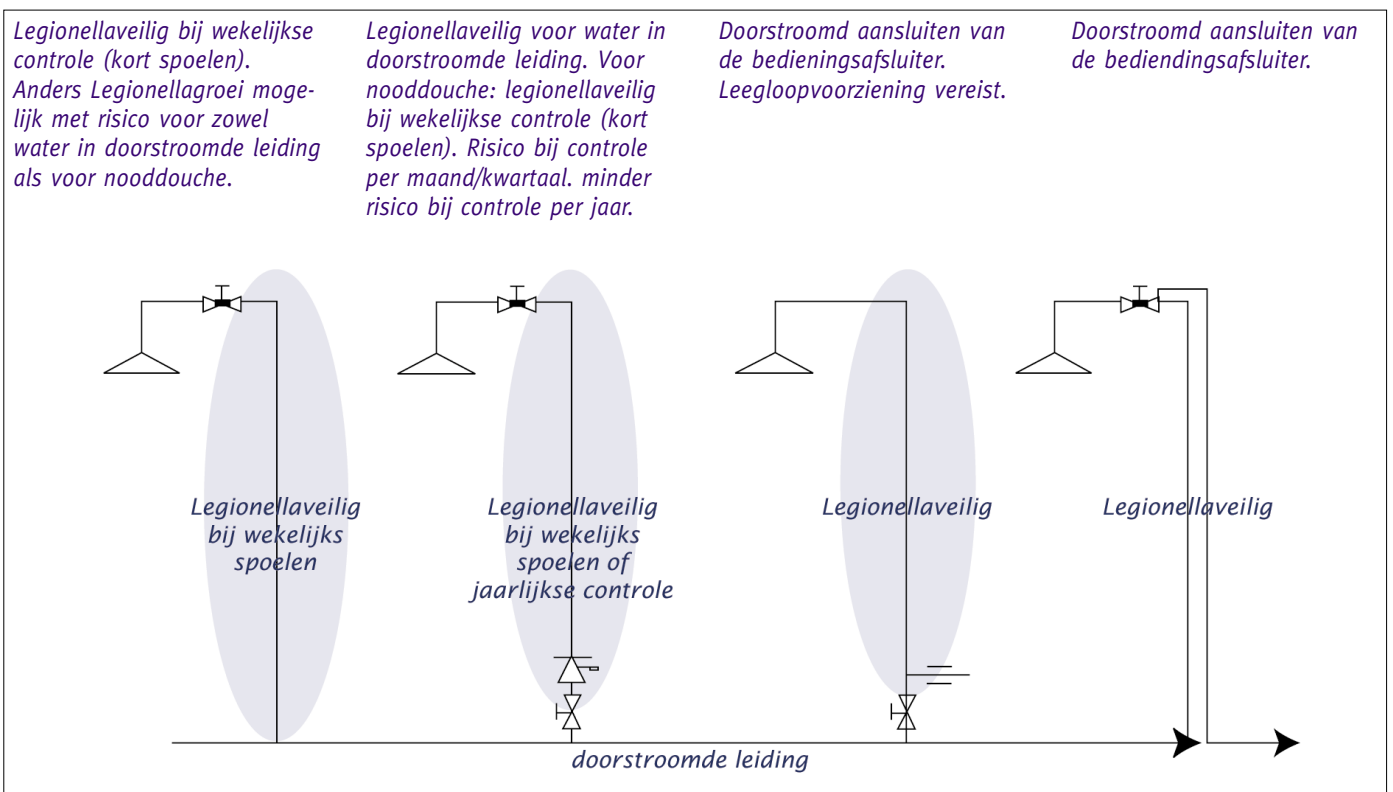 Legionellaveilig bij wekelijkse
controle (kort spoelen).
Anders Legionellagroei moge-
lijk met risico voor zowel
water in doorstroomde leiding
als voor nooddouche.
Legionellaveilig voor water in
doorstroomde leiding. Voor
nooddouche: legionellaveilig
bij wekelijkse controle (kort
spoelen). Risico bij controle
per maand/kwartaal. minder
risico bij controle per jaar.
Doorstroomd aansluiten van
de bedieningsafsluiter.
Leegloopvoorziening vereist.
Doorstroomd aansluiten van
de bediendingsafsluiter.
Legionellaveilig
bij wekelijks
spoelen
Legionellaveilig
bij wekelijks
spoelen of
jaarlijkse controle
Legionellaveilig
Legionellaveilig
doorstroomde leiding